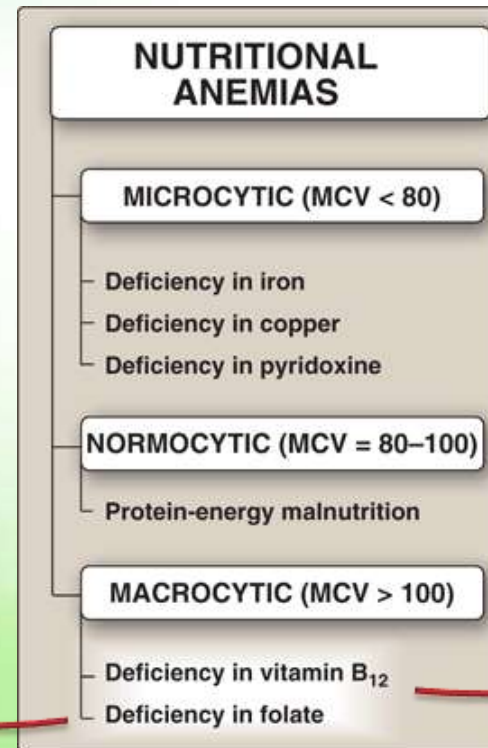 NUTRITIONAL
ANEMIAS
MICROCYTIC (MCV < 80)
Deficiency in iron
Deficiency in copper
Deficiency in pyridoxine
NORMOCYTIC (MCV = 80–100)
Protein-energy malnutrition
MACROCYTIC (MCV > 100)
Deficiency in vitamin B₁₂
Deficiency in folate